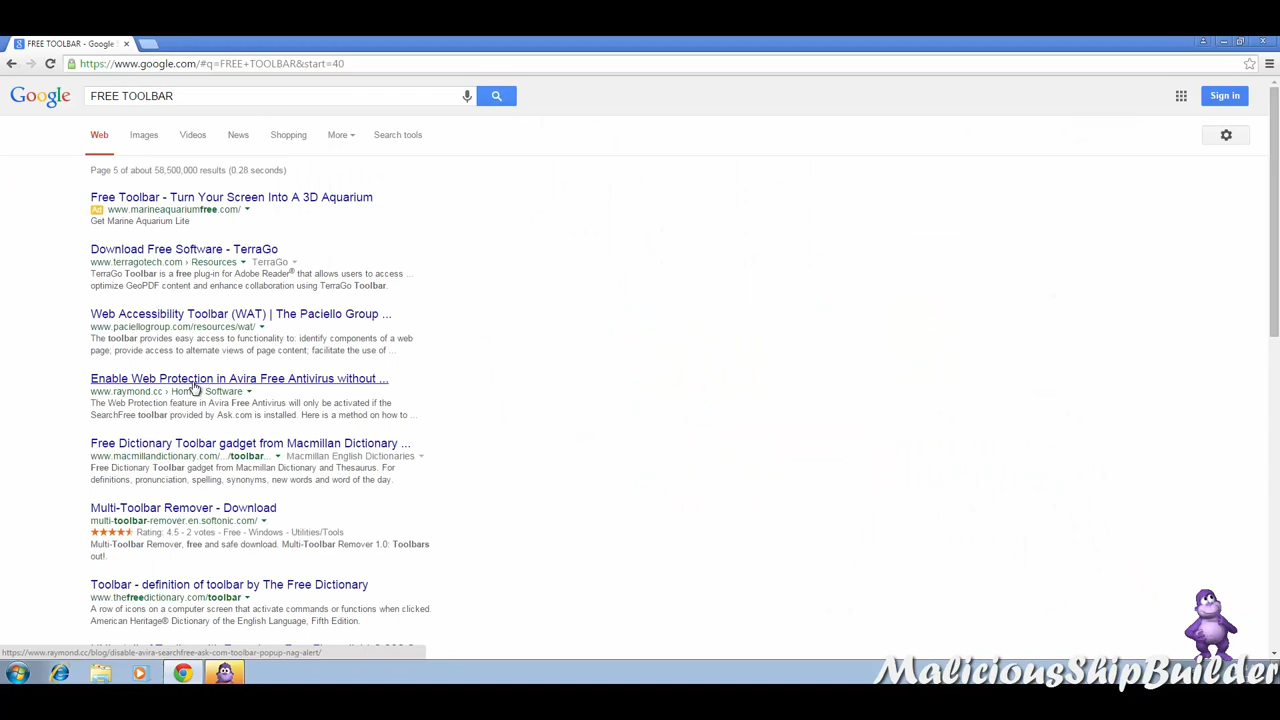 FREE TOOLBAR - Google
https://www.google.com/#q=FREE+TOOLBAR&start=40
Google
FREE TOOLBAR
Sign in
Web Images Videos News Shopping More Search tools
Page 5 of about 58,500,000 results (0.28 seconds)
Free Toolbar - Turn Your Screen Into A 3D Aquarium
Ad www.marineaquariumfree.com/
Get Marine Aquarium Lite
Download Free Software - TerraGo
www.terragotech.com › Resources TerraGo
TerraGo Toolbar is a free plug-in for Adobe Reader® that allows users to access ...
optimize GeoPDF content and enhance collaboration using TerraGo Toolbar.
Web Accessibility Toolbar (WAT) | The Paciello Group ...
www.paciellogroup.com/resources/wat/
The toolbar provides easy access to functionality to: identify components of a web
page; provide access to alternate views of page content; facilitate the use of ...
Enable Web Protection in Avira Free Antivirus without ...
www.raymond.cc › Home › Software
The Web Protection feature in Avira Free Antivirus will only be activated if the
SearchFree toolbar provided by Ask.com is installed. Here is a method on how to ...
Free Dictionary Toolbar gadget from Macmillan Dictionary ...
www.macmillandictionary.com/.../toolbar... Macmillan English Dictionaries
Free Dictionary Toolbar gadget from Macmillan Dictionary and Thesaurus. For
definitions, pronunciation, spelling, synonyms, new words and word of the day.
Multi-Toolbar Remover - Download
multi-toolbar-remover.en.softonic.com/
Rating: 4.5 - 2 votes - Free - Windows - Utilities/Tools
Multi-Toolbar Remover, free and safe download. Multi-Toolbar Remover 1.0: Toolbars
out!.
Toolbar - definition of toolbar by The Free Dictionary
www.thefreedictionary.com/toolbar
A row of icons on a computer screen that activate commands or functions when clicked.
American Heritage® Dictionary of the English Language, Fifth Edition.
https://www.raymond.cc/blog/disable-avira-searchfree-ask-com-toolbar-popup-nag-alert/
MaliciousShipBuilder